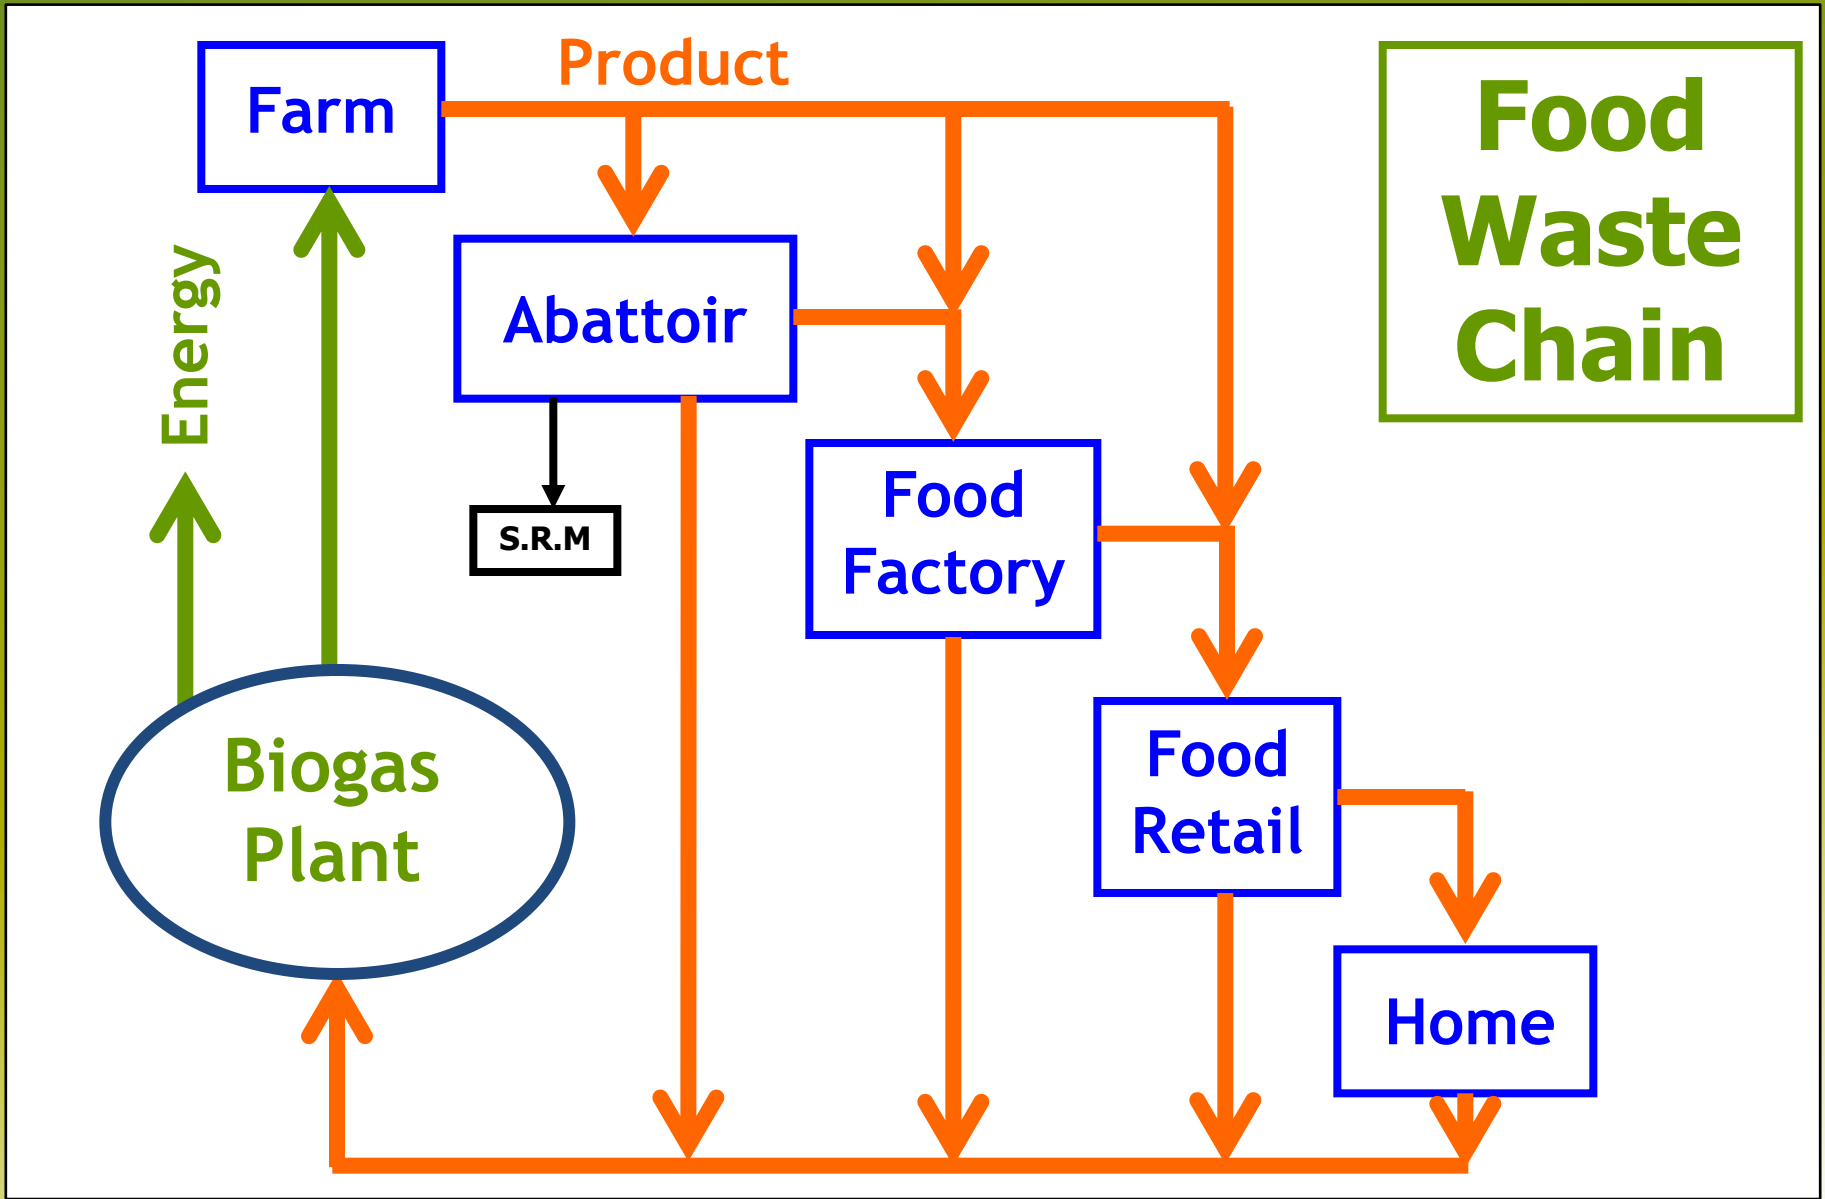 Product
Farm
Food
Waste
Chain
Energy
Abattoir
Food
Factory
S.R.M
Food
Retail
Biogas
Plant
Home